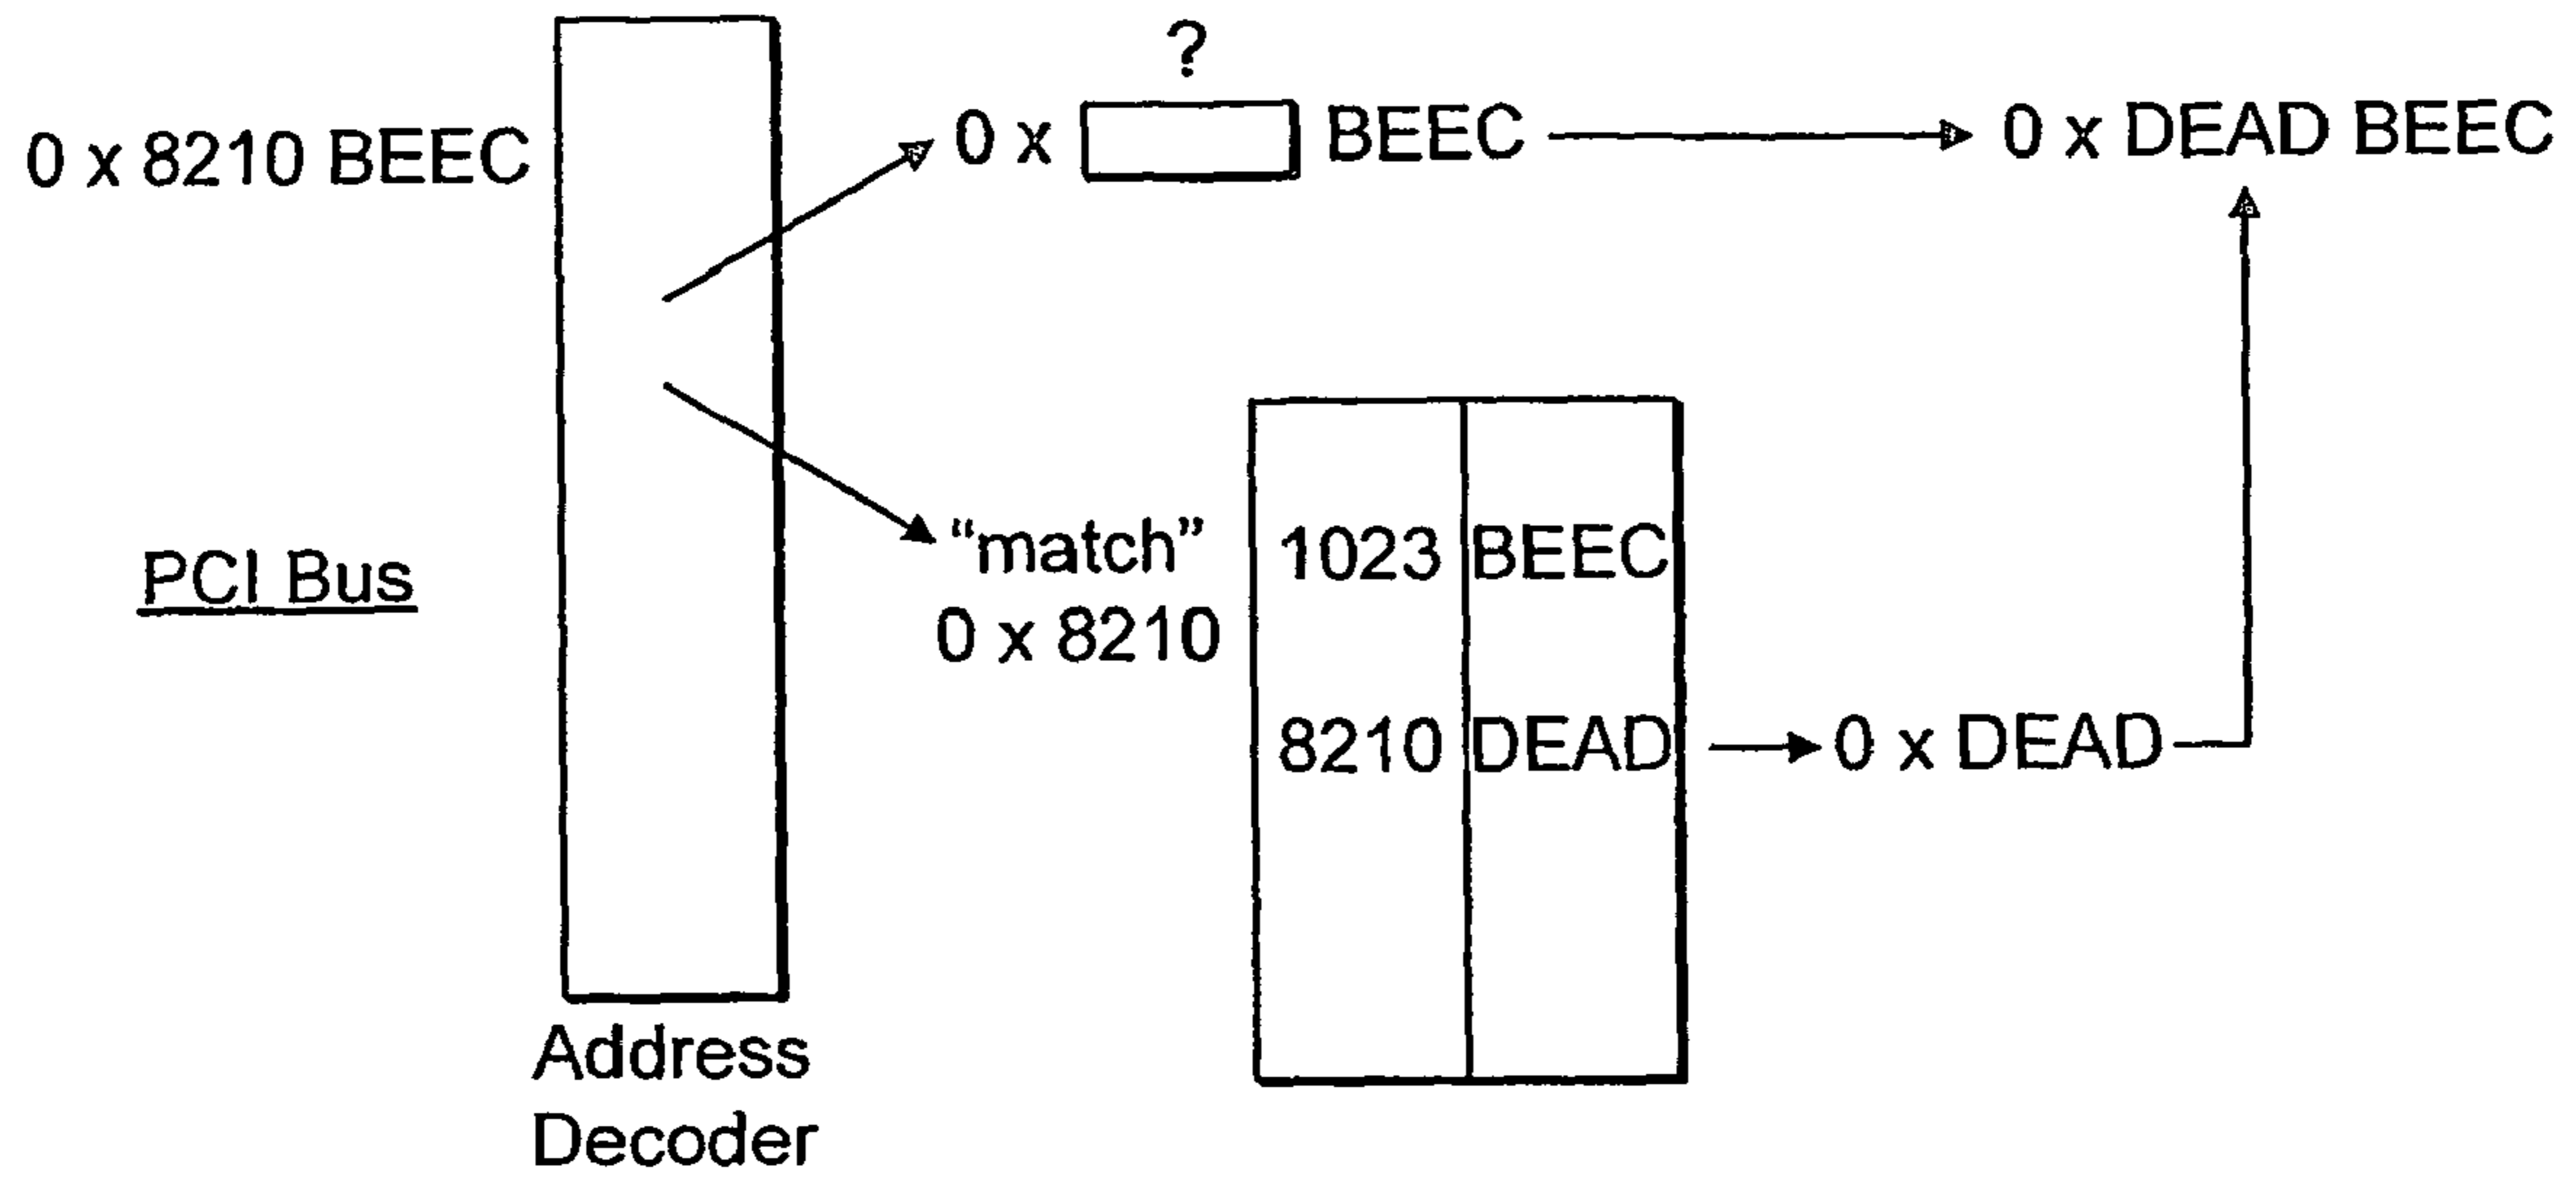 ?
0 x 8210 BEEC
0 x BEEC
0 x DEAD BEEC
PCI Bus
“match”
0 x 8210
1023 BEEC
8210 DEAD
0 x DEAD
Address
Decoder